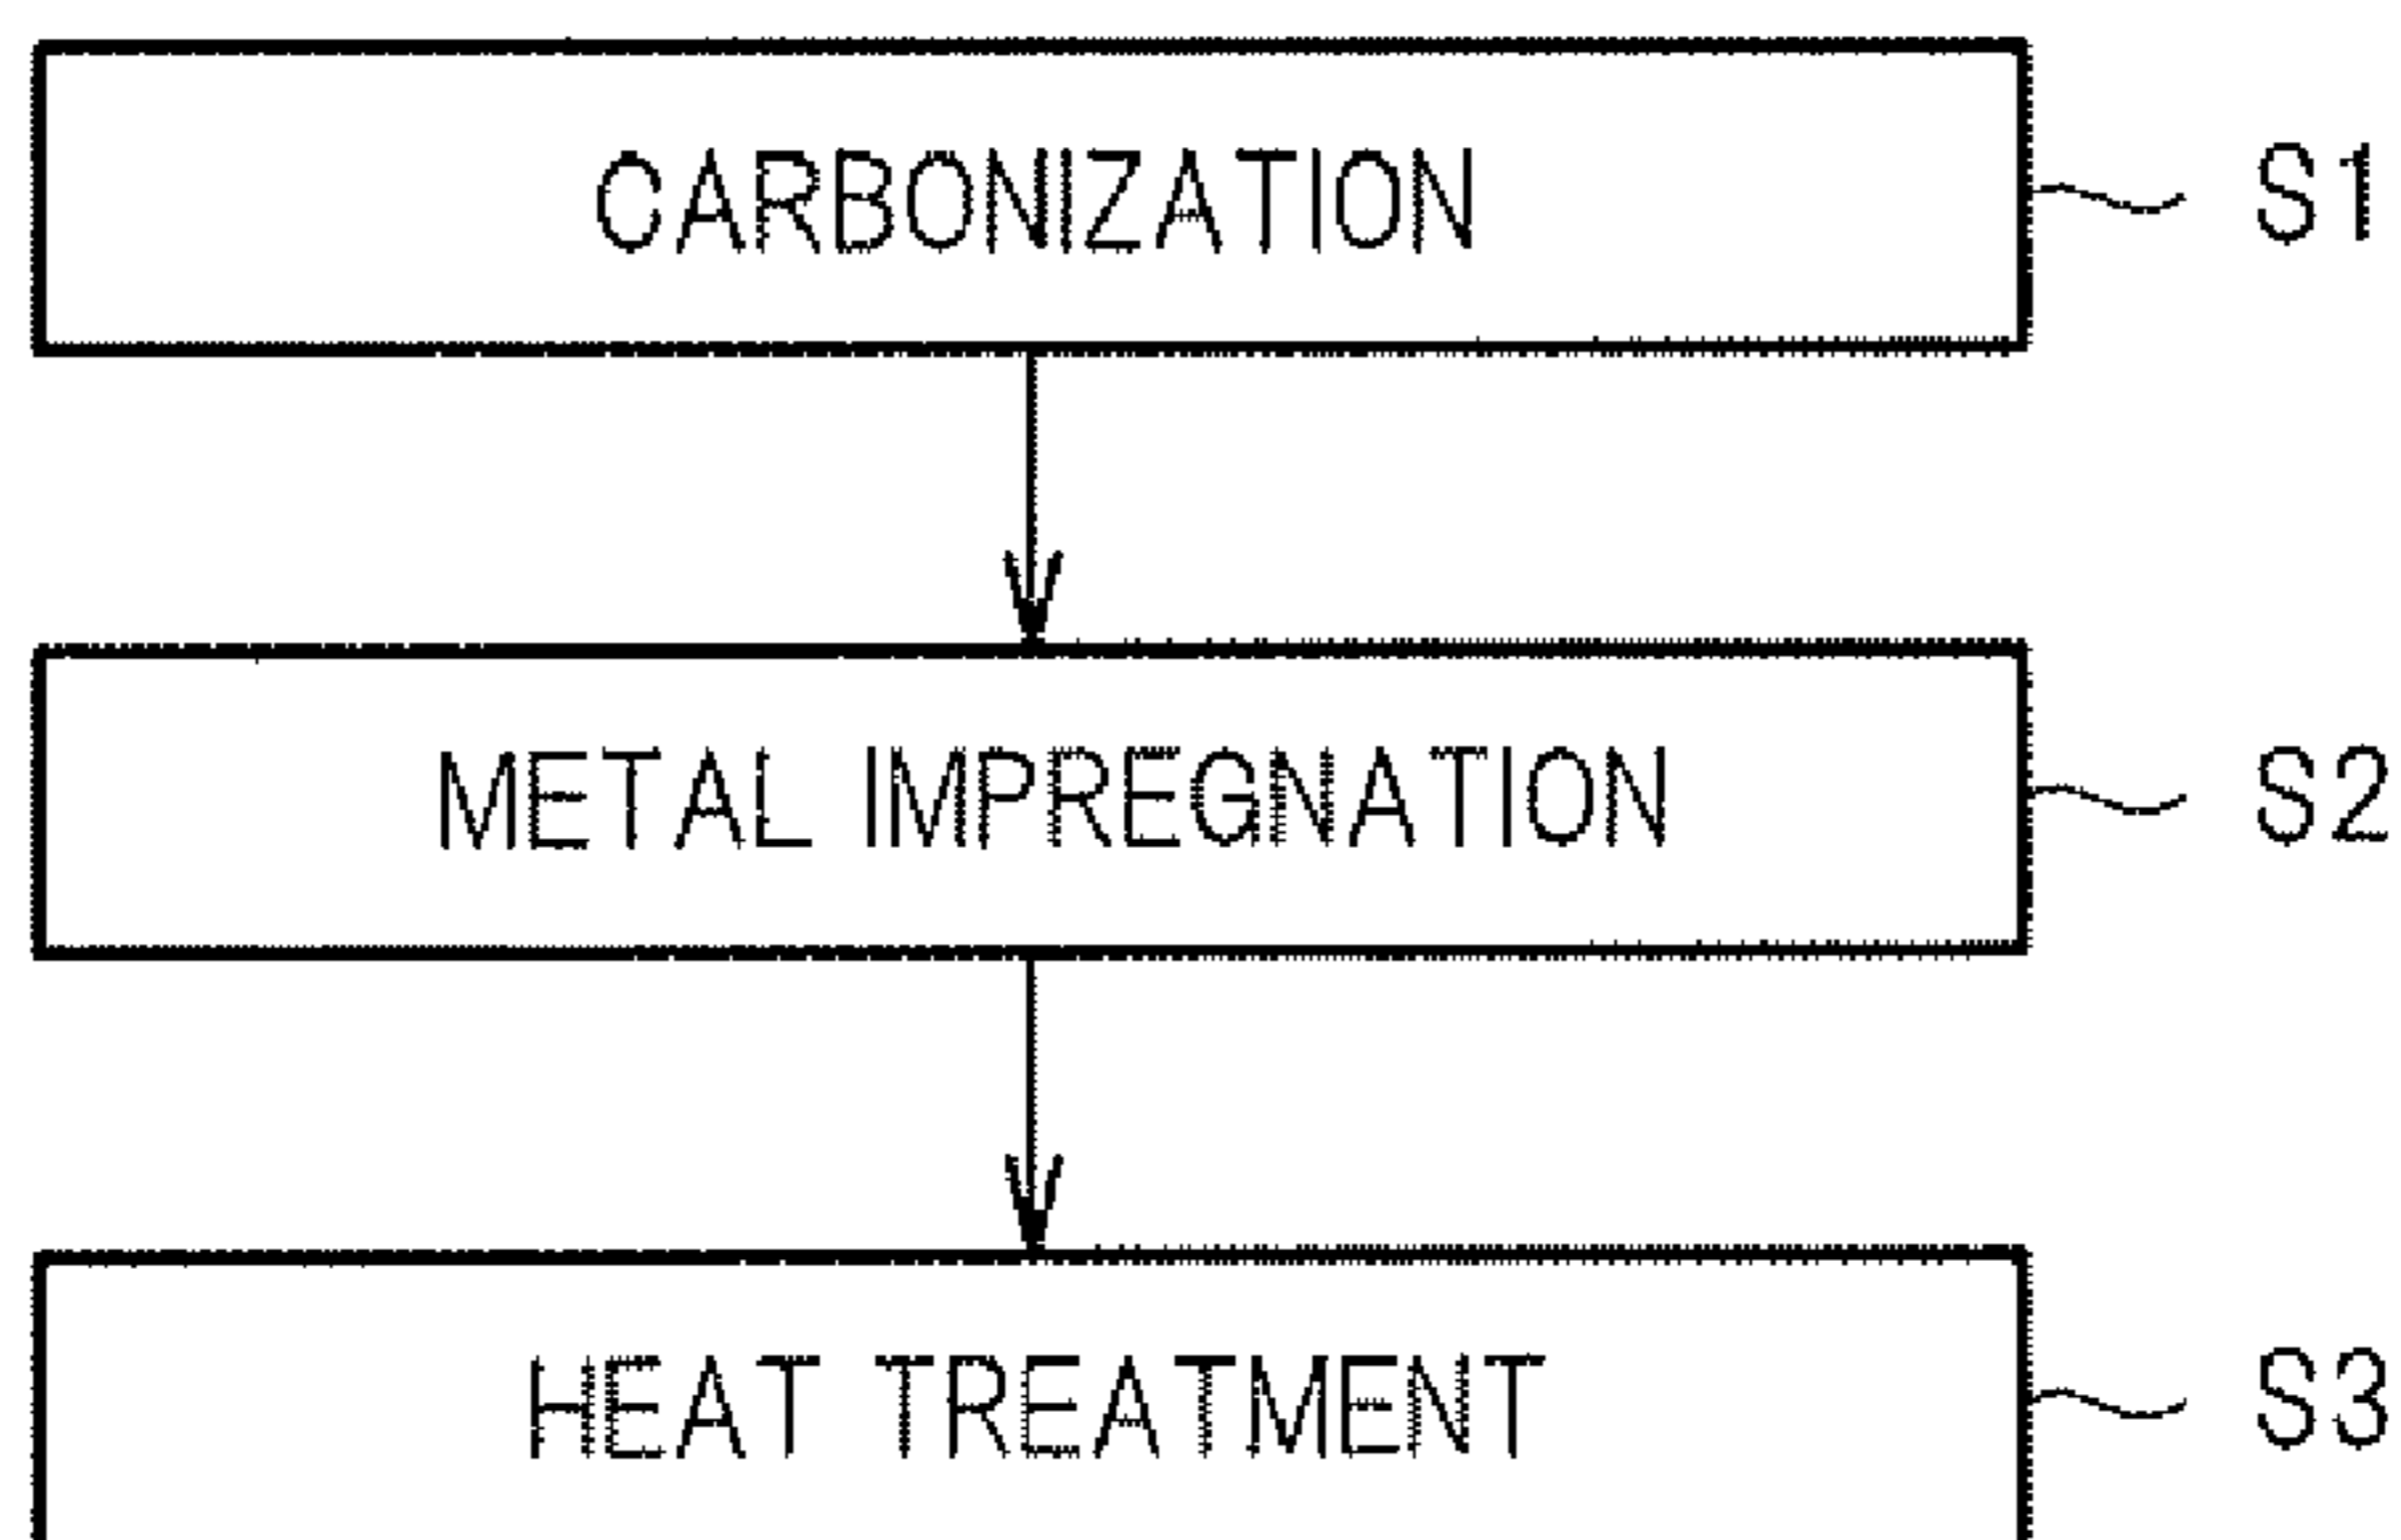 CARBONIZATION S1
METAL IMPREGNATION S2
HEAT TREATMENT S3